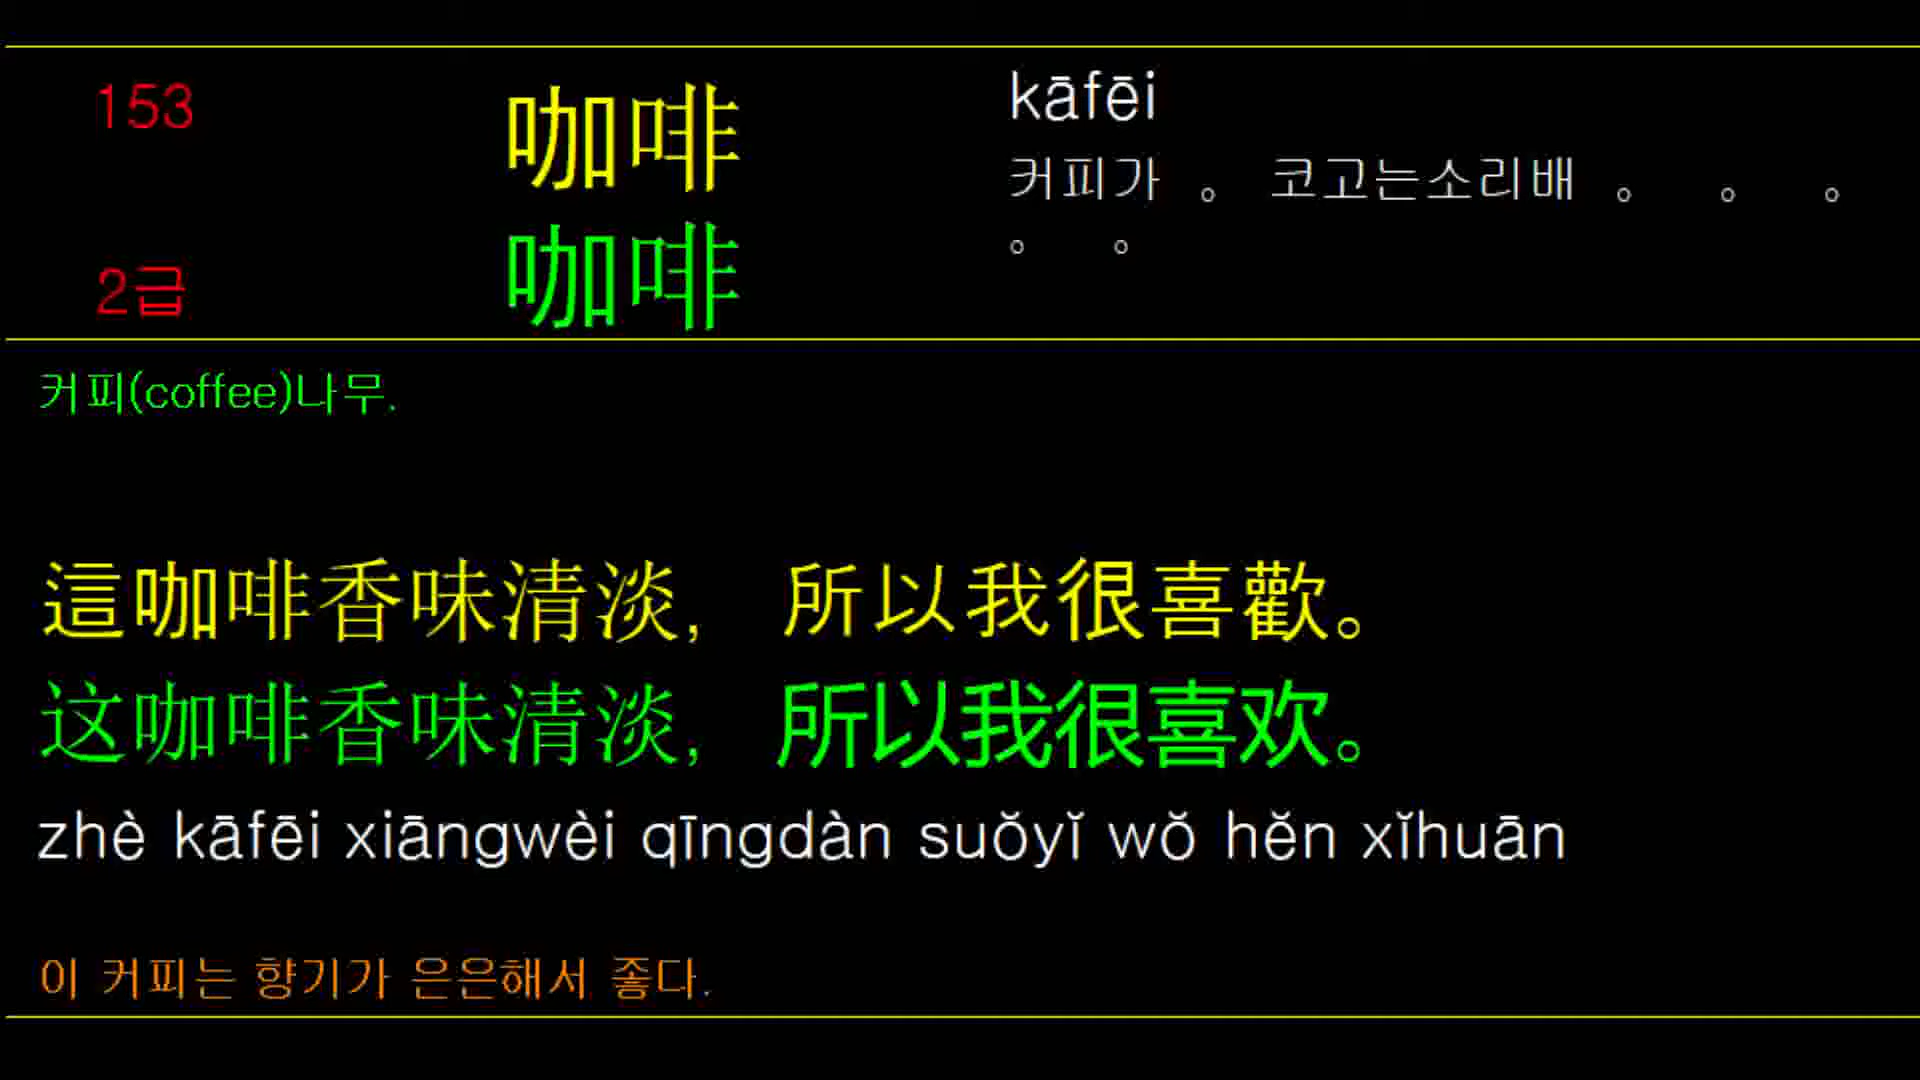 153
咖啡
kāfēi
커피가 。 코고는소리배 。 。 。
。 。
2급
咖啡
커피(coffee)나무.
這咖啡香味清淡, 所以我很喜歡。
这咖啡香味清淡, 所以我很喜欢。
zhè kāfēi xiāngwèi qīngdàn suǒyǐ wǒ hěn xǐhuān
이 커피는 향기가 은은해서 좋다.